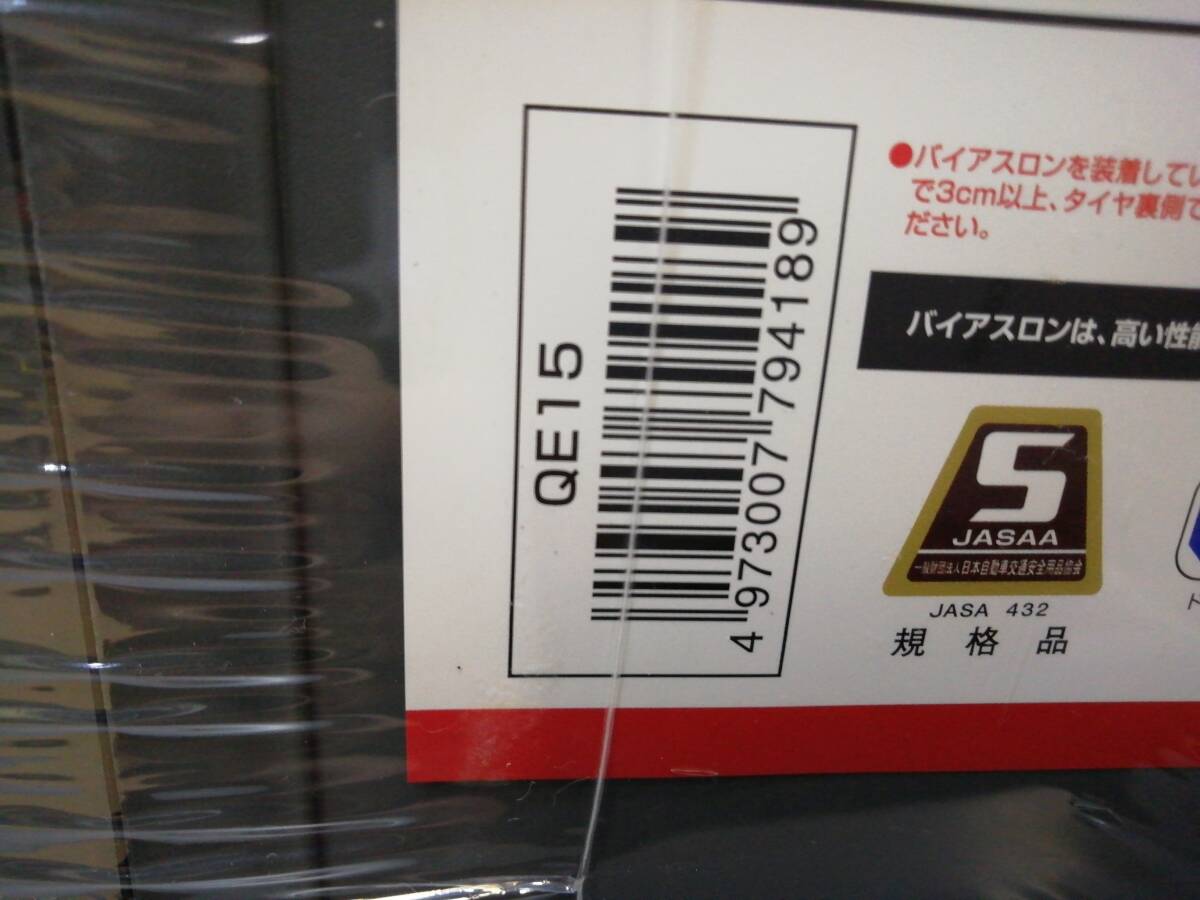 QE15
4973007794189
●バイアスロンを装着してい
で3cm以上、タイヤ裏側で
ださい。
バイアスロンは、高い性能
S
JASAA
一般財団法人日本自動車交通安全用品協会
JASA 432
規格品
ト